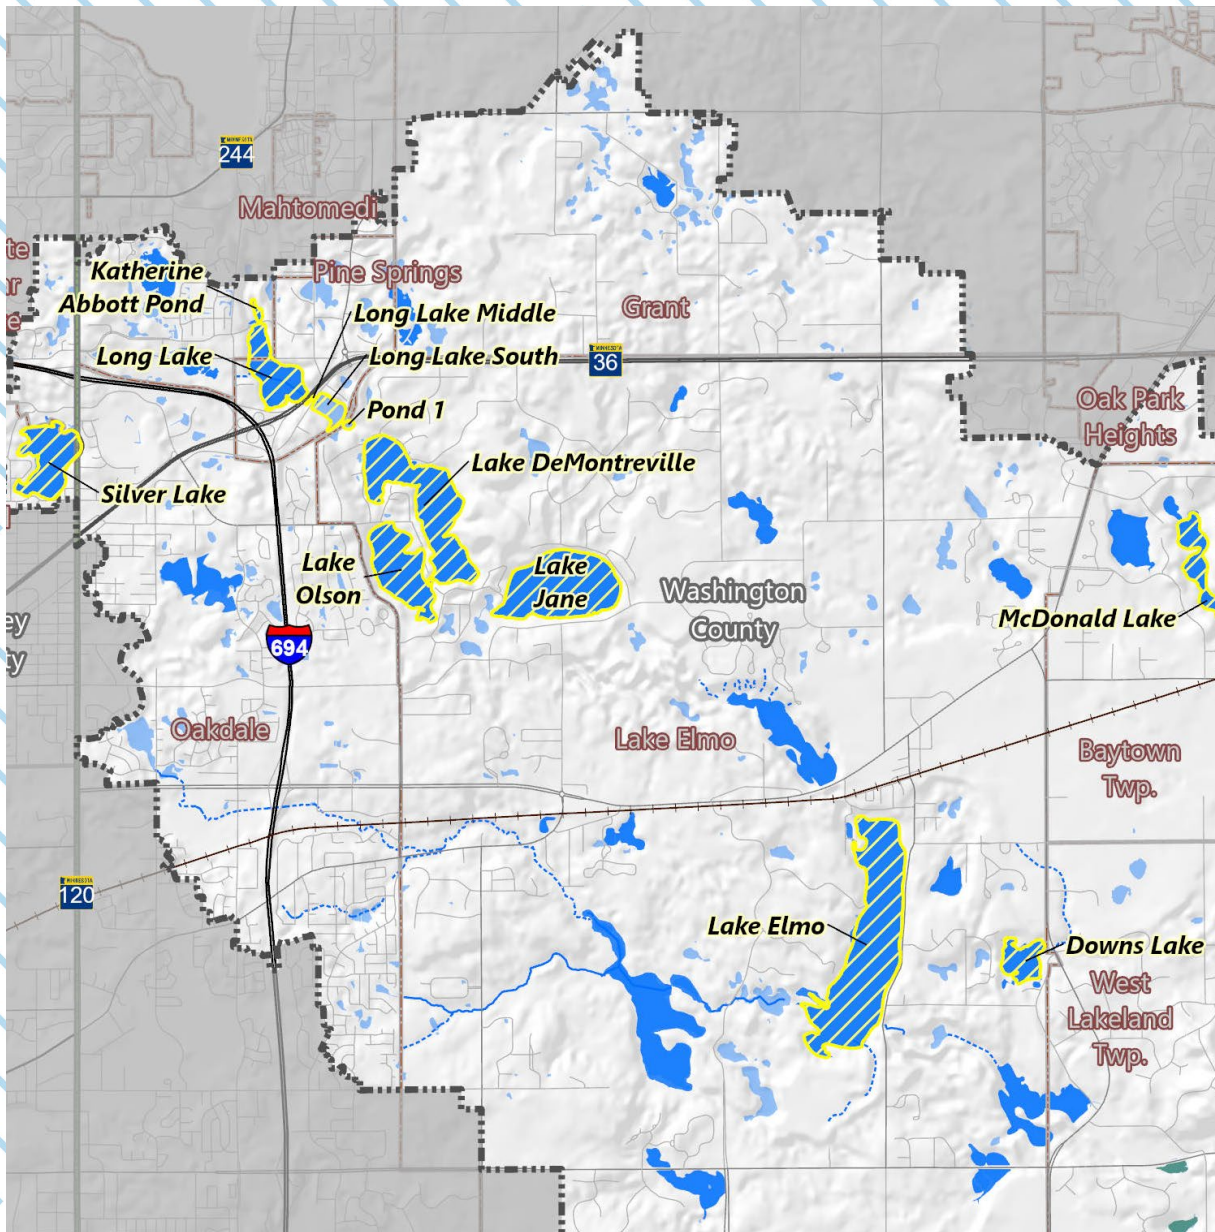 244
Mahtomedi
Katherine
Abbott Pond
Pine Springs
Long Lake Middle
Grant
Long Lake
Long Lake South
36
Pond 1
Oak Park
Heights
Lake DeMontreville
Silver Lake
Lake
Olson
Lake
Jane
Washington
County
McDonald Lake
694
Oakdale
Lake Elmo
Baytown
Twp.
120
Lake Elmo
Downs Lake
West
Lakeland
Twp.